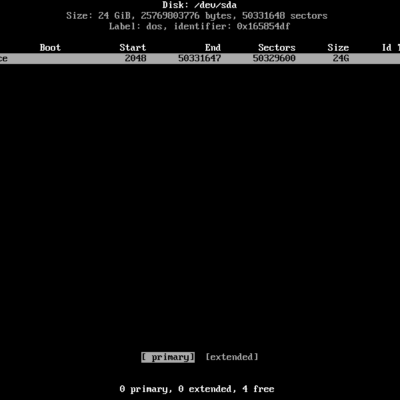 Disk: /dev/sda
Size: 24 GiB, 25769803776 bytes, 50331648 sectors
Label: dos, identifier: 0x165854df
Boot Start End Sectors Size Id T
ce 2048 50331647 50329600 24G
[ primary] [extended]
0 primary, 0 extended, 4 free